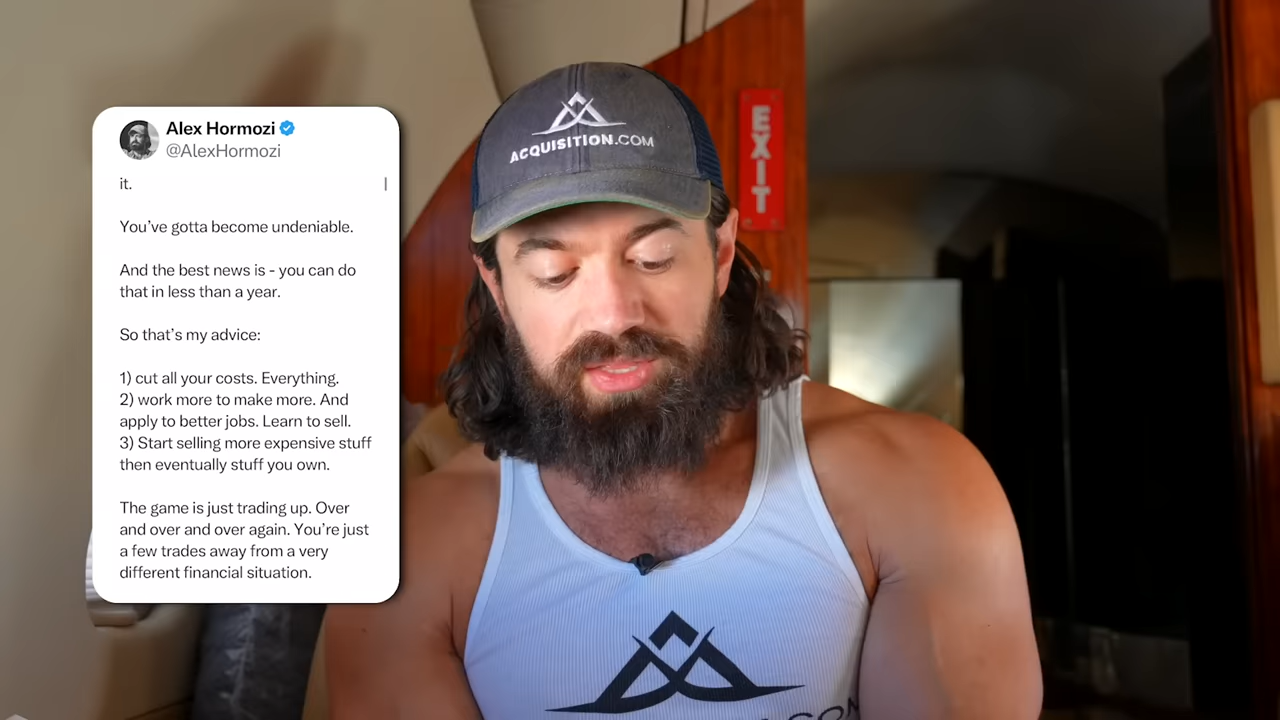 Alex Hormozi
@AlexHormozi
it.
You've gotta become undeniable.
And the best news is - you can do
that in less than a year.
So that's my advice:
1) cut all your costs. Everything.
2) work more to make more. And
apply to better jobs. Learn to sell.
3) Start selling more expensive stuff
then eventually stuff you own.
The game is just trading up. Over
and over and over again. You're just
a few trades away from a very
different financial situation.
ACQUISITION.COM
EXIT
.COM